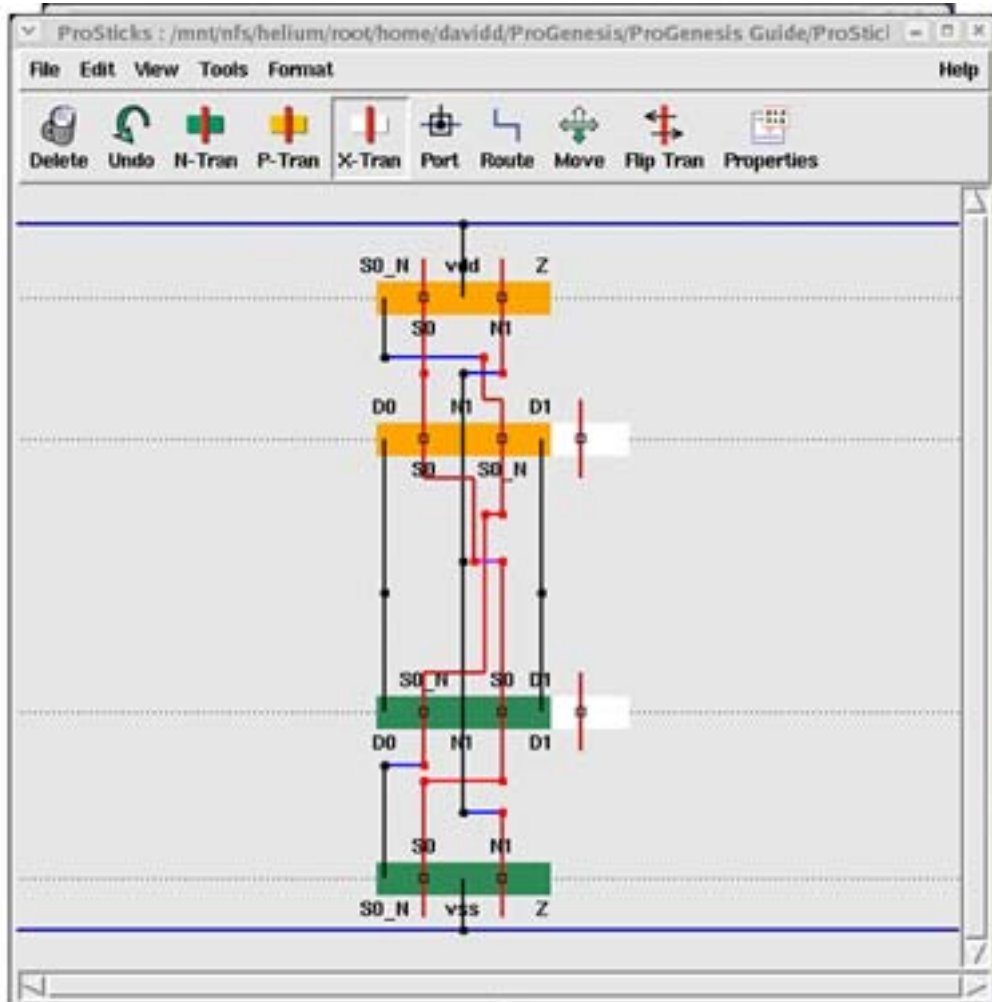 ProSticks : /mnt/nfs/helium/root/home/davidd/ProGenesis/ProGenesis Guide/ProSticl
File Edit View Tools Format Help
Delete Undo N-Tran P-Tran X-Tran Port Route Move Flip Tran Properties
S0_N vdd Z
S0 N1
D0 N1 D1
S0 S0_N
S0_N S0 D1
D0 N1 D1
S0 N1
S0_N vss Z